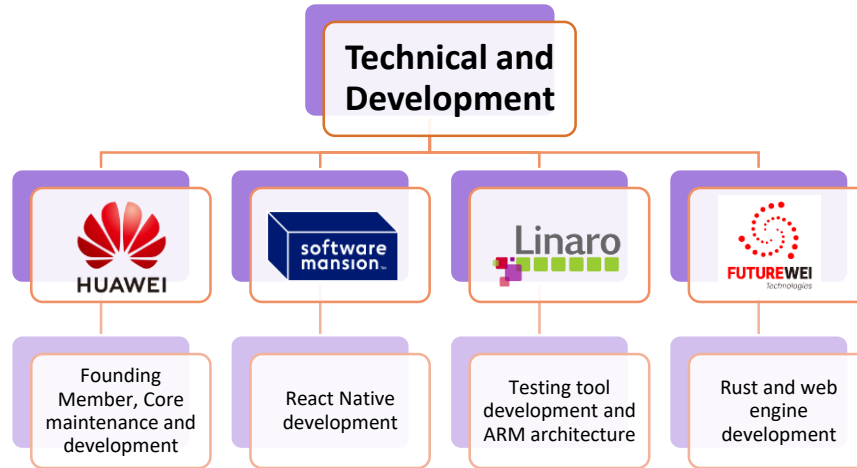 Technical and
Development
HUAWEI
software
mansion™
Linaro
FUTUREWEI
Technologies
Founding
Member, Core
maintenance and
development
React Native
development
Testing tool
development and
ARM architecture
Rust and web
engine
development